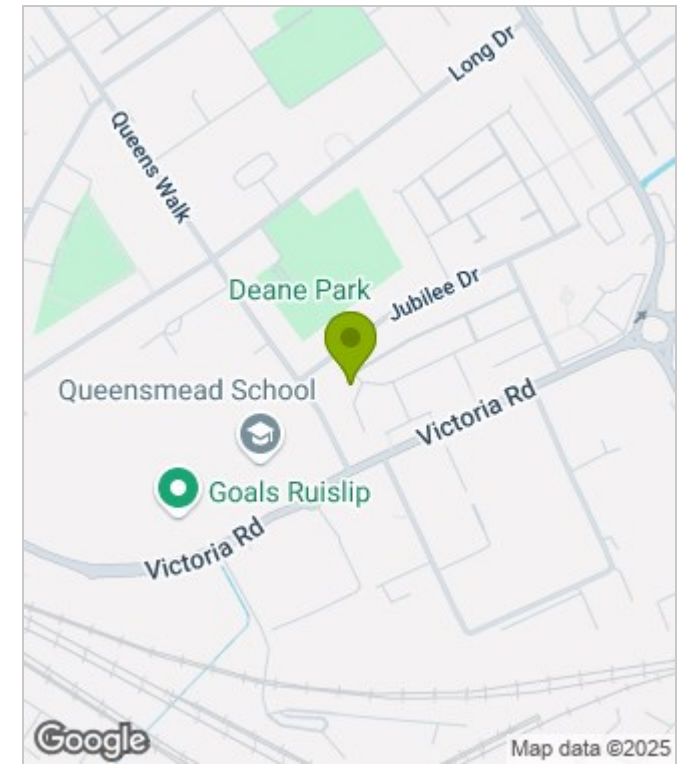 Long Dr
Queens Walk
Deane Park
Jubilee Dr
Queensmead School
Victoria Rd
Goals Ruislip
Victoria Rd
Google
Map data ©2025